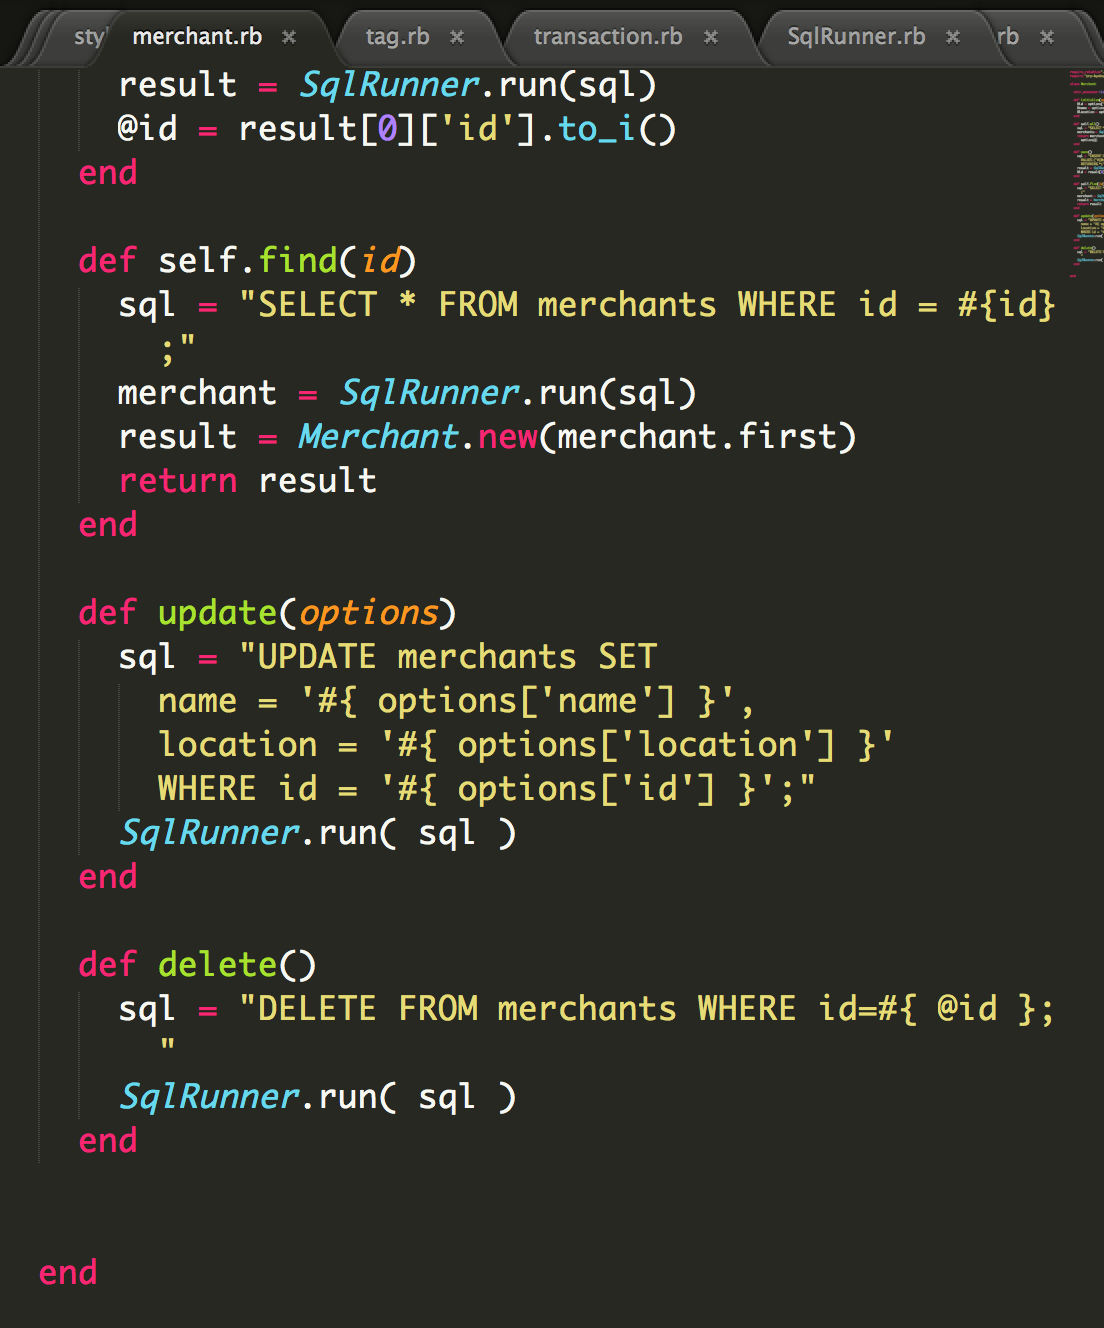 sty merchant.rb × tag.rb × transaction.rb × SqlRunner.rb × rb ×
result = SqlRunner.run(sql)
@id = result[0]['id'].to_i()
end
def self.find(id)
sql = "SELECT * FROM merchants WHERE id = #{id}
;"
merchant = SqlRunner.run(sql)
result = Merchant.new(merchant.first)
return result
end
def update(options)
sql = "UPDATE merchants SET
name = '#{ options['name'] }',
location = '#{ options['location'] }'
WHERE id = '#{ options['id'] }';"
SqlRunner.run( sql )
end
def delete()
sql = "DELETE FROM merchants WHERE id=#{ @id };
"
SqlRunner.run( sql )
end
end